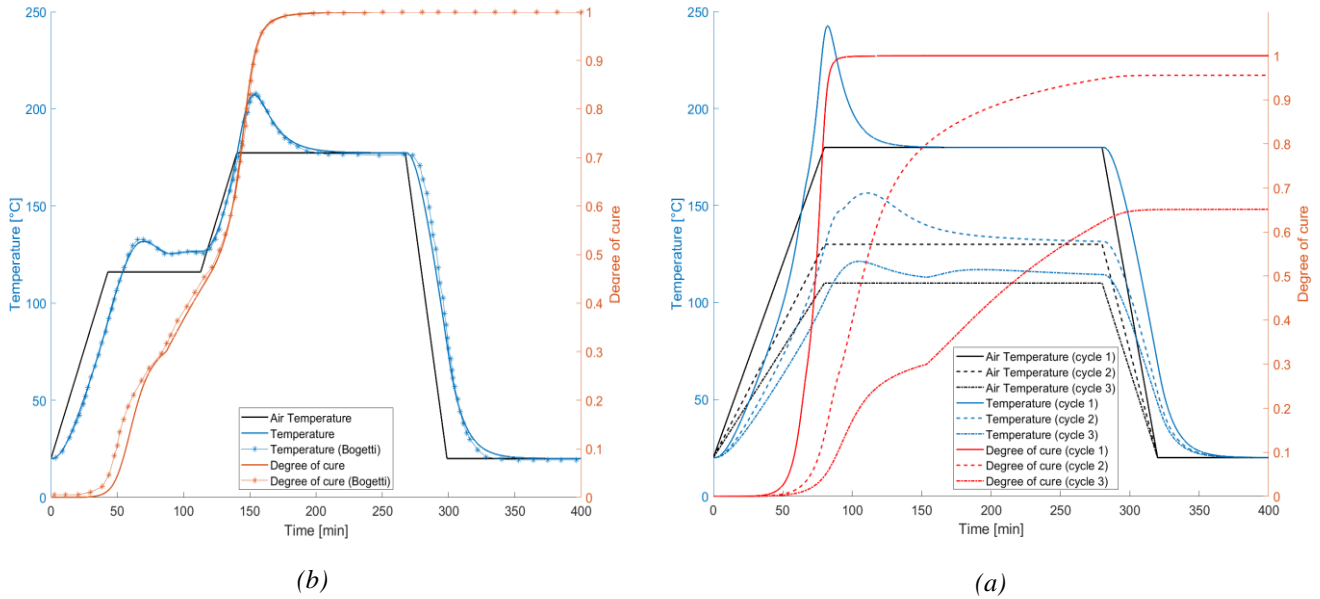 250
200
150
100
50
0
Temperature [°C]
1
0.9
0.8
0.7
0.6
0.5
0.4
0.3
0.2
0.1
0
Degree of cure
Air Temperature
Temperature
Temperature (Bogetti)
Degree of cure
Degree of cure (Bogetti)
0 50 100 150 200 250 300 350 400
Time [min]
(b)
250
200
150
100
50
0
Temperature [°C]
1
0.9
0.8
0.7
0.6
0.5
0.4
0.3
0.2
0.1
0
Degree of cure
Air Temperature (cycle 1)
Air Temperature (cycle 2)
Air Temperature (cycle 3)
Temperature (cycle 1)
Temperature (cycle 2)
Temperature (cycle 3)
Degree of cure (cycle 1)
Degree of cure (cycle 2)
Degree of cure (cycle 3)
0 50 100 150 200 250 300 350 400
Time [min]
(a)